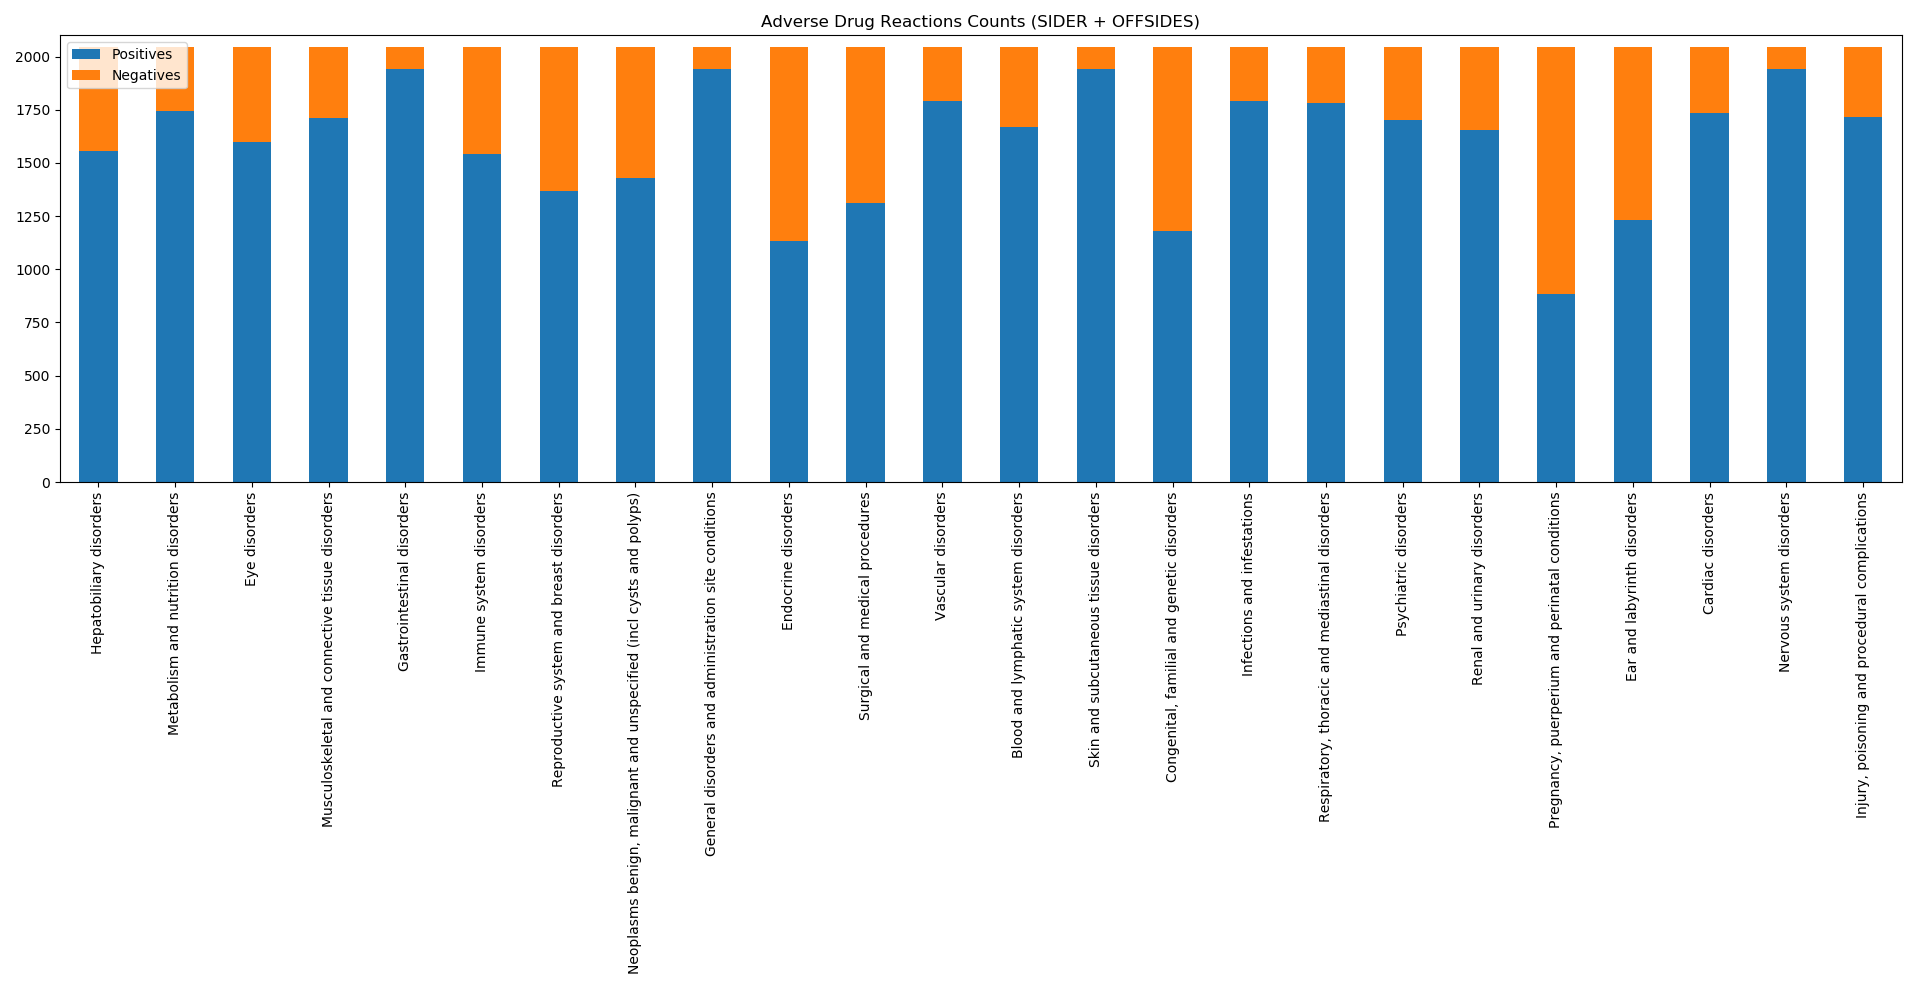 Adverse Drug Reactions Counts (SIDER + OFFSIDES)
Positives
Negatives
2000
1750
1500
1250
1000
750
500
250
0
Hepatobiliary disorders
Metabolism and nutrition disorders
Eye disorders
Musculoskeletal and connective tissue disorders
Gastrointestinal disorders
Immune system disorders
Reproductive system and breast disorders
Neoplasms benign, malignant and unspecified (incl cysts and polyps)
General disorders and administration site conditions
Endocrine disorders
Surgical and medical procedures
Vascular disorders
Blood and lymphatic system disorders
Skin and subcutaneous tissue disorders
Congenital, familial and genetic disorders
Infections and infestations
Respiratory, thoracic and mediastinal disorders
Psychiatric disorders
Renal and urinary disorders
Pregnancy, puerperium and perinatal conditions
Ear and labyrinth disorders
Cardiac disorders
Nervous system disorders
Injury, poisoning and procedural complications